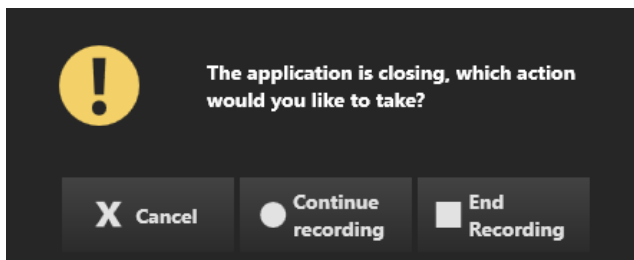 The application is closing, which action
would you like to take?
X Cancel
Continue
recording
End
Recording